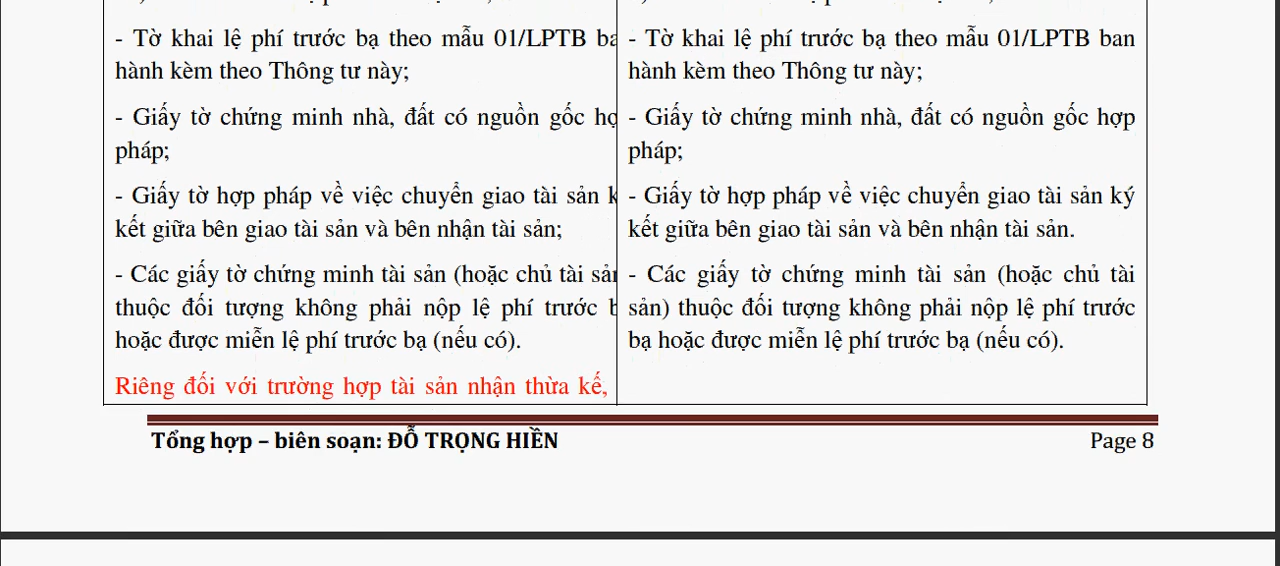 - Tờ khai lệ phí trước bạ theo mẫu 01/LPTB
hành kèm theo Thông tư này;
- Giấy tờ chứng minh nhà, đất có nguồn gốc
pháp;
- Giấy tờ hợp pháp về việc chuyển giao tài sản
kết giữa bên giao tài sản và bên nhận tài sản;
- Các giấy tờ chứng minh tài sản (hoặc chủ tài
thuộc đối tượng không phải nộp lệ phí trước
hoặc được miễn lệ phí trước bạ (nếu có).
Riêng đối với trường hợp tài sản nhận thừa kế,
- Tờ khai lệ phí trước bạ theo mẫu 01/LPTB ban
hành kèm theo Thông tư này;
- Giấy tờ chứng minh nhà, đất có nguồn gốc hợp
pháp;
- Giấy tờ hợp pháp về việc chuyển giao tài sản ký
kết giữa bên giao tài sản và bên nhận tài sản.
- Các giấy tờ chứng minh tài sản (hoặc chủ tài
sản) thuộc đối tượng không phải nộp lệ phí trước
bạ hoặc được miễn lệ phí trước bạ (nếu có).
Tổng hợp – biên soạn: ĐỖ TRỌNG HIỀN
Page 8